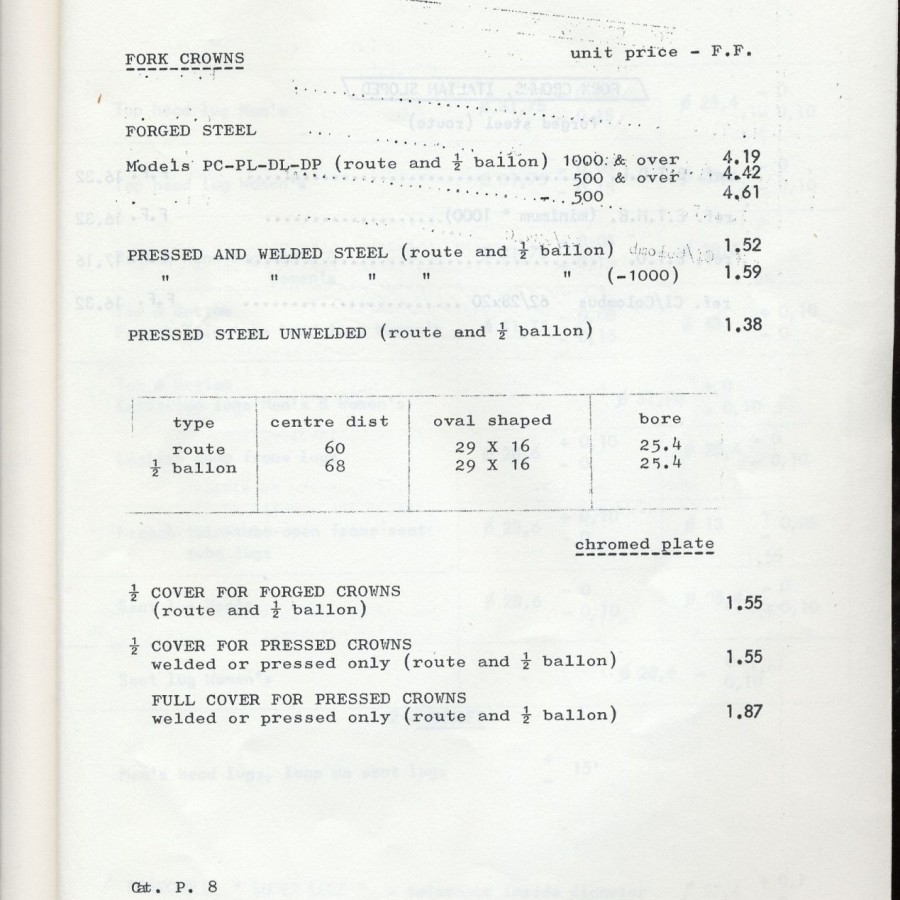 FORK CROWNS unit price - F.F.
FORGED STEEL
Models PC-PL-DL-DP (route and ½ ballon) 1000 & over 4.19
500 & over 4.42
- 500 4.61
PRESSED AND WELDED STEEL (route and ½ ballon) 1.52
" " " " " (-1000) 1.59
PRESSED STEEL UNWELDED (route and ½ ballon) 1.38
type centre dist oval shaped bore
route 60 29 X 16 25.4
½ ballon 68 29 X 16 25.4
chromed plate
½ COVER FOR FORGED CROWNS
(route and ½ ballon) 1.55
½ COVER FOR PRESSED CROWNS
welded or pressed only (route and ½ ballon) 1.55
FULL COVER FOR PRESSED CROWNS
welded or pressed only (route and ½ ballon) 1.87
Cat. P. 8